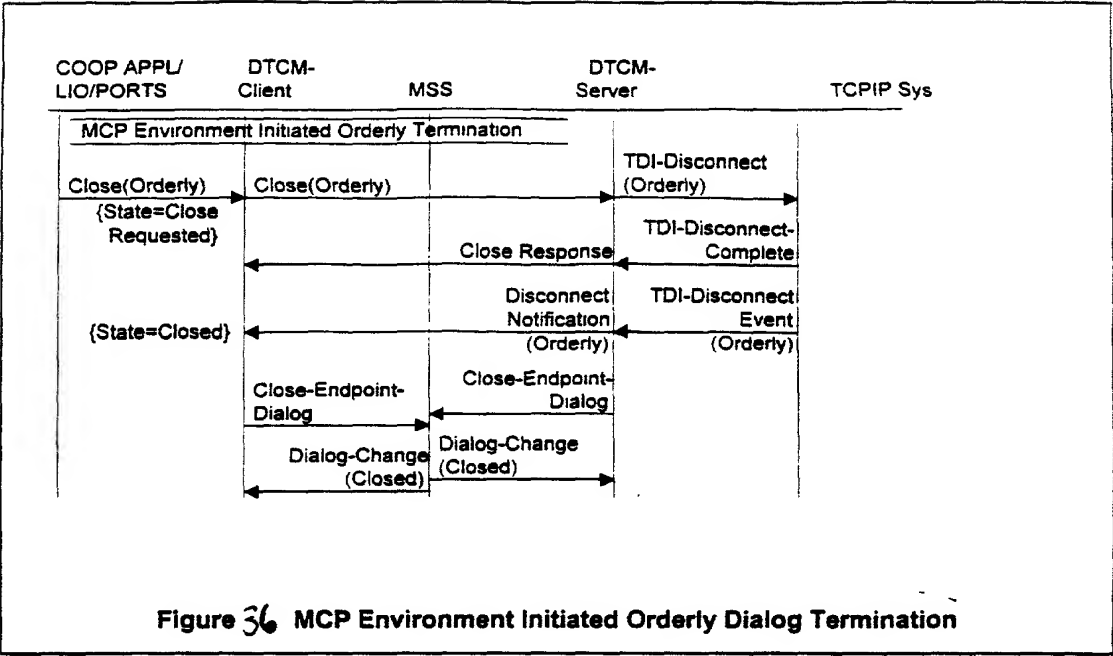 COOP APPL/ DTCM- DTCM-
LIO/PORTS Client MSS Server TCPIP Sys
MCP Environment Initiated Orderly Termination
TDI-Disconnect
Close(Orderly) Close(Orderly) (Orderly)
{State=Close
Requested}
TDI-Disconnect-
Close Response Complete
Disconnect TDI-Disconnect
{State=Closed} Notification Event
(Orderly) (Orderly)
Close-Endpoint-
Dialog
Close-Endpoint-
Dialog
Dialog-Change
(Closed)
Dialog-Change
(Closed)
Figure 36 MCP Environment Initiated Orderly Dialog Termination